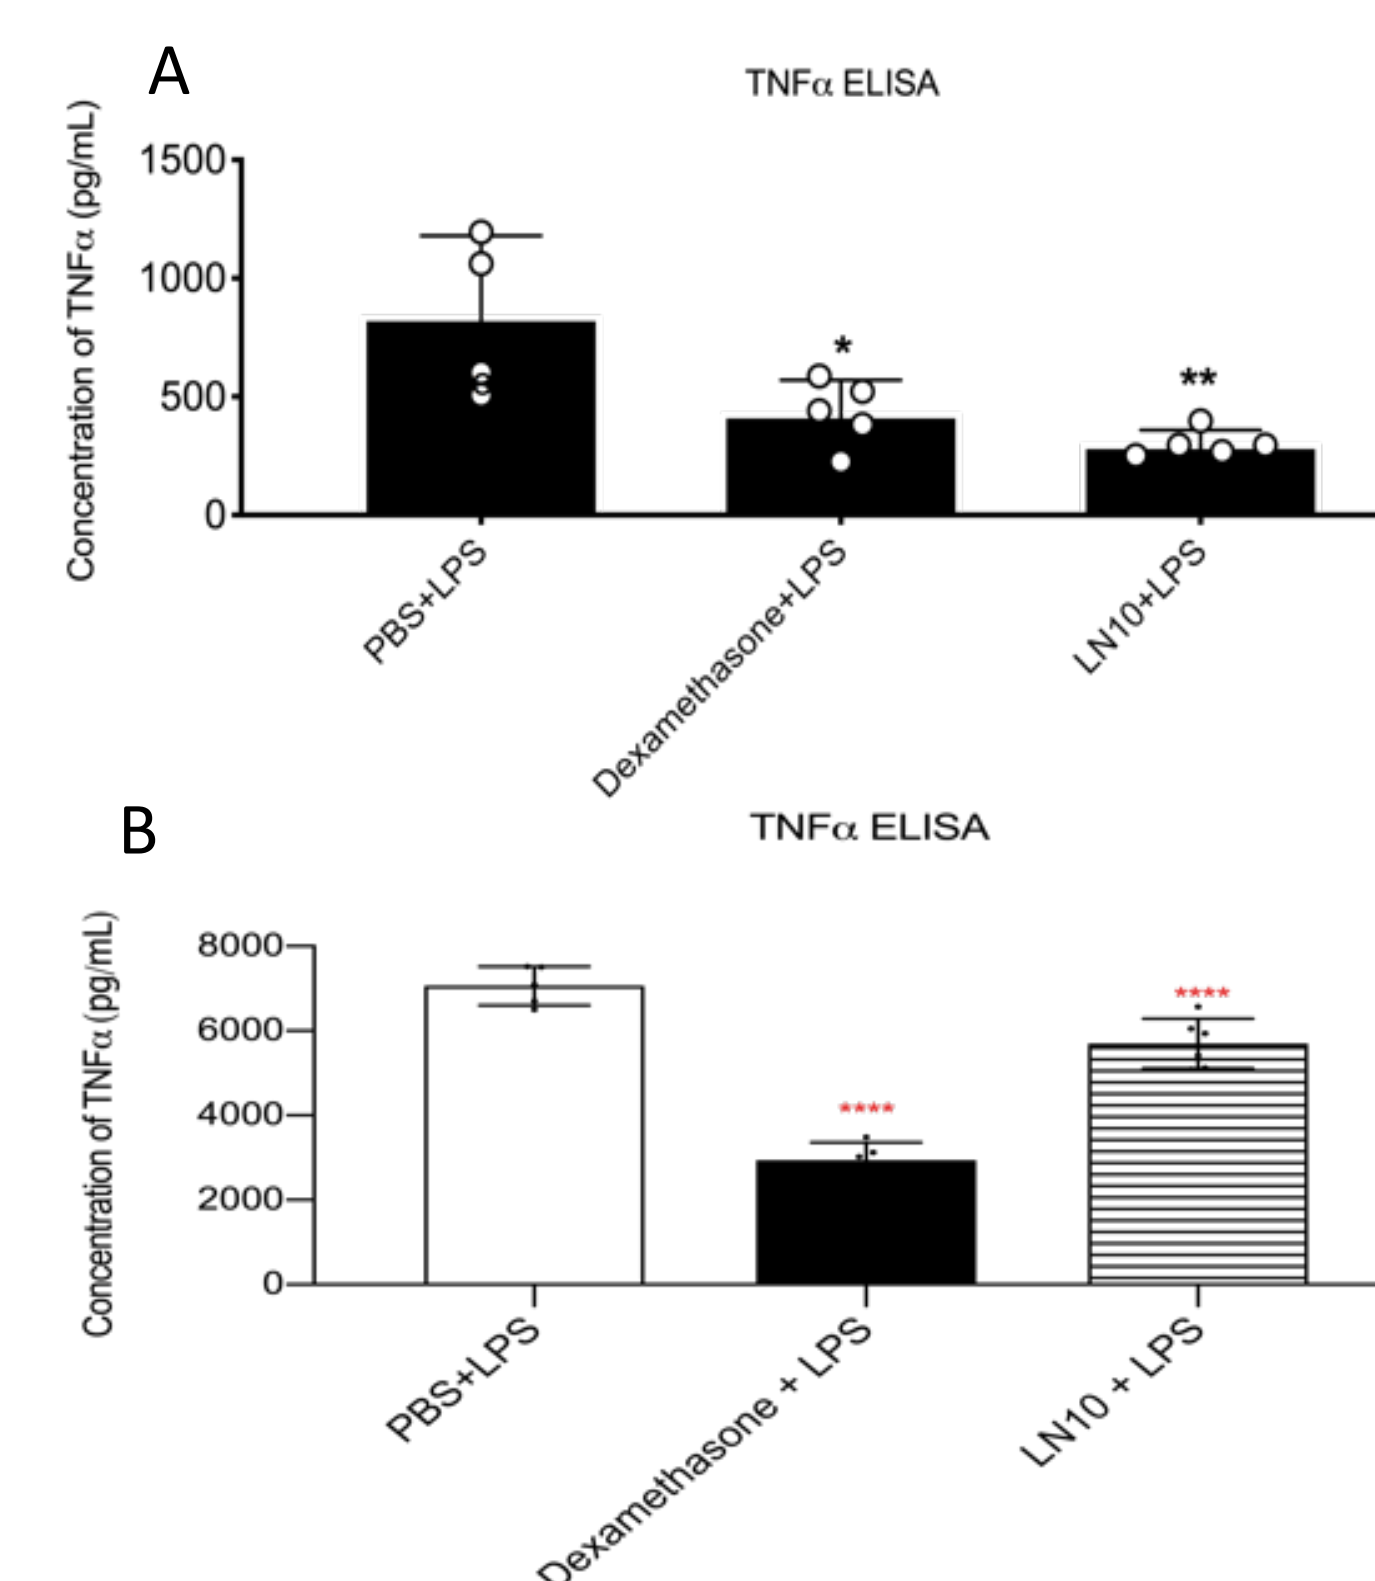 A
TNFα ELISA
Concentration of TNFα (pg/mL)
1500
1000
500
0
*
**
PBS+LPS
Dexamethasone+LPS
LN10+LPS
B
TNFα ELISA
Concentration of TNFα (pg/mL)
8000
6000
4000
2000
0
****
****
PBS+LPS
Dexamethasone + LPS
LN10 + LPS